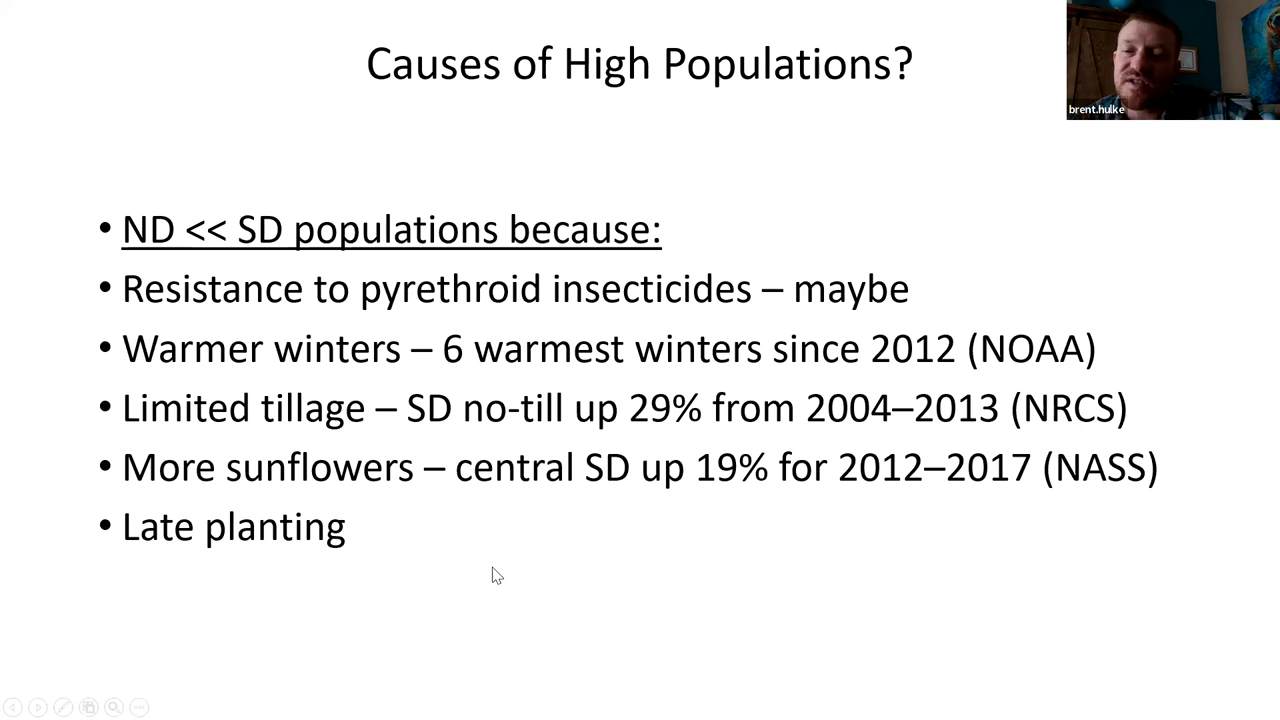 Causes of High Populations?
brent.hulke
• ND << SD populations because:
• Resistance to pyrethroid insecticides – maybe
• Warmer winters – 6 warmest winters since 2012 (NOAA)
• Limited tillage – SD no-till up 29% from 2004–2013 (NRCS)
• More sunflowers – central SD up 19% for 2012–2017 (NASS)
• Late planting